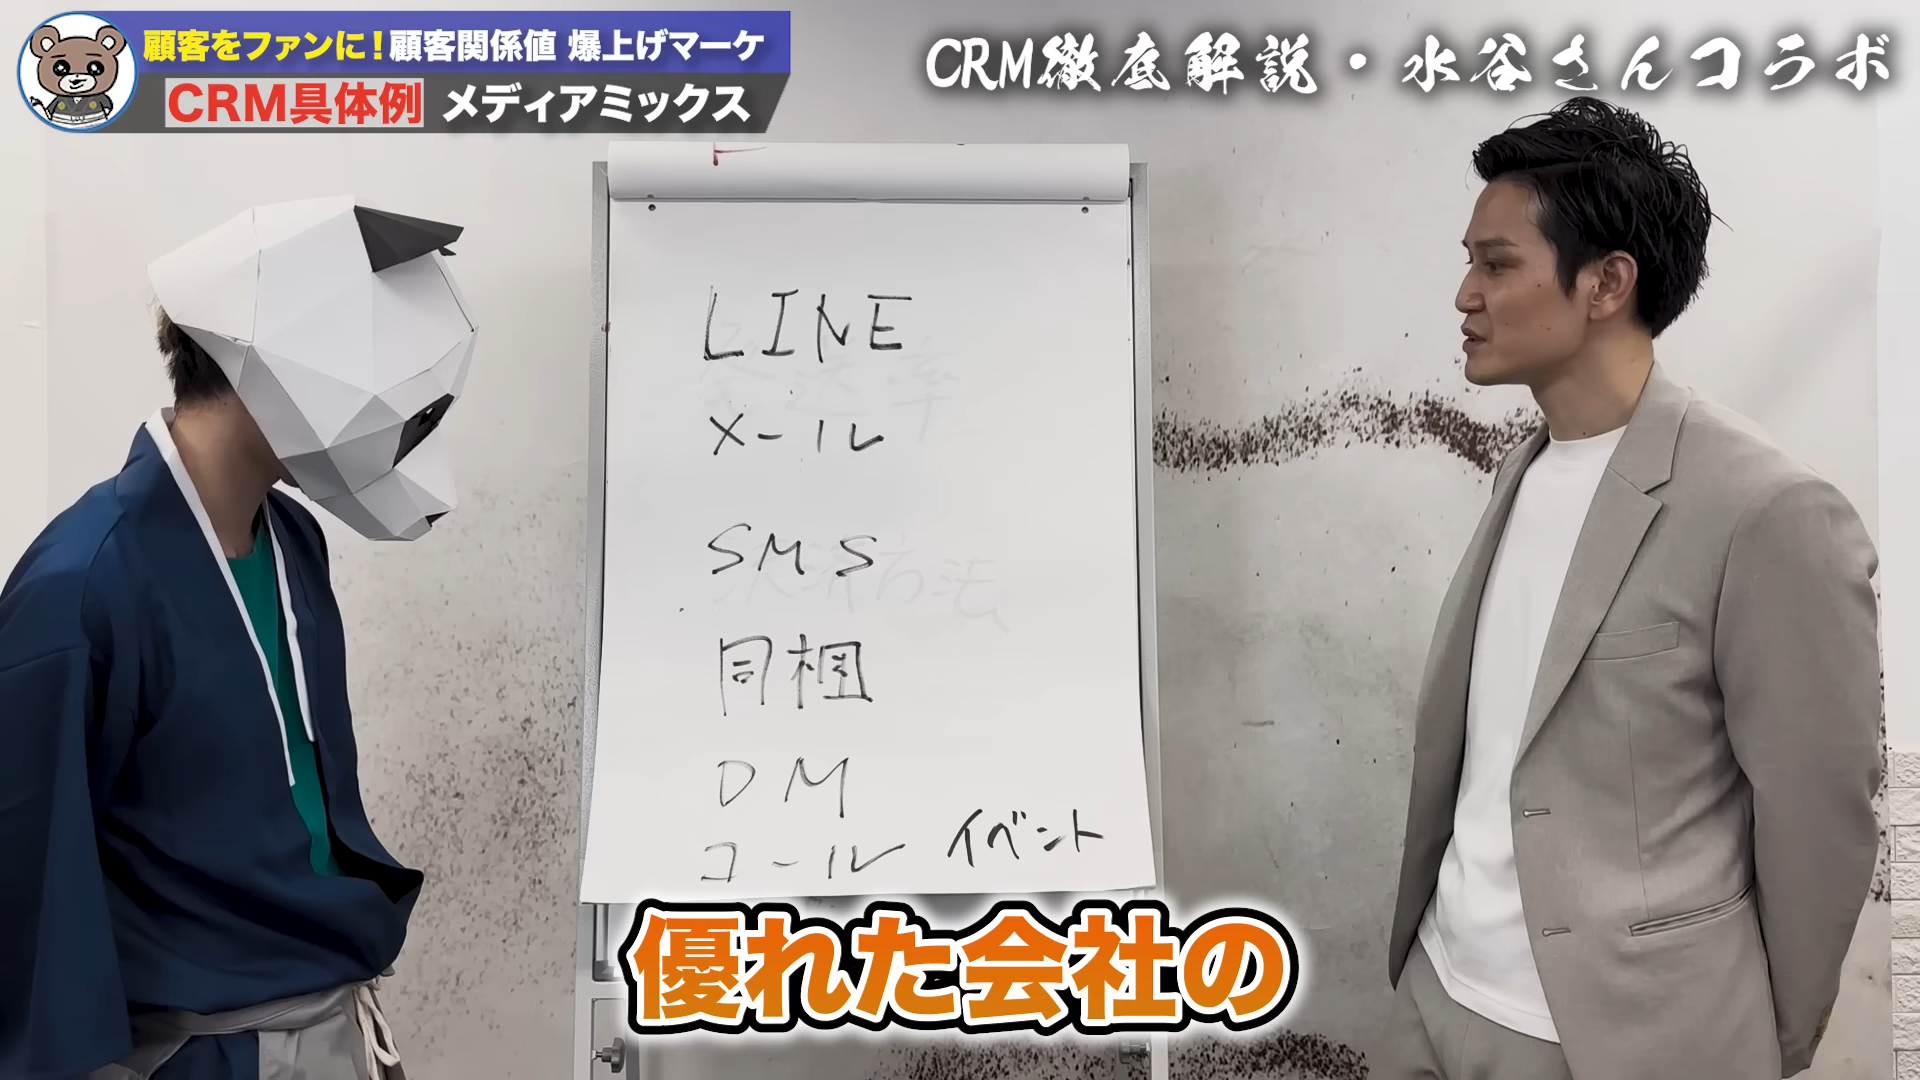 顧客をファンに!顧客関係値 爆上げマーケ
CRM具体例 メディアミックス
CRM徹底解説・水谷さんコラボ
LINE
メール
SMS
同梱
DM
コール イベント
優れた会社の